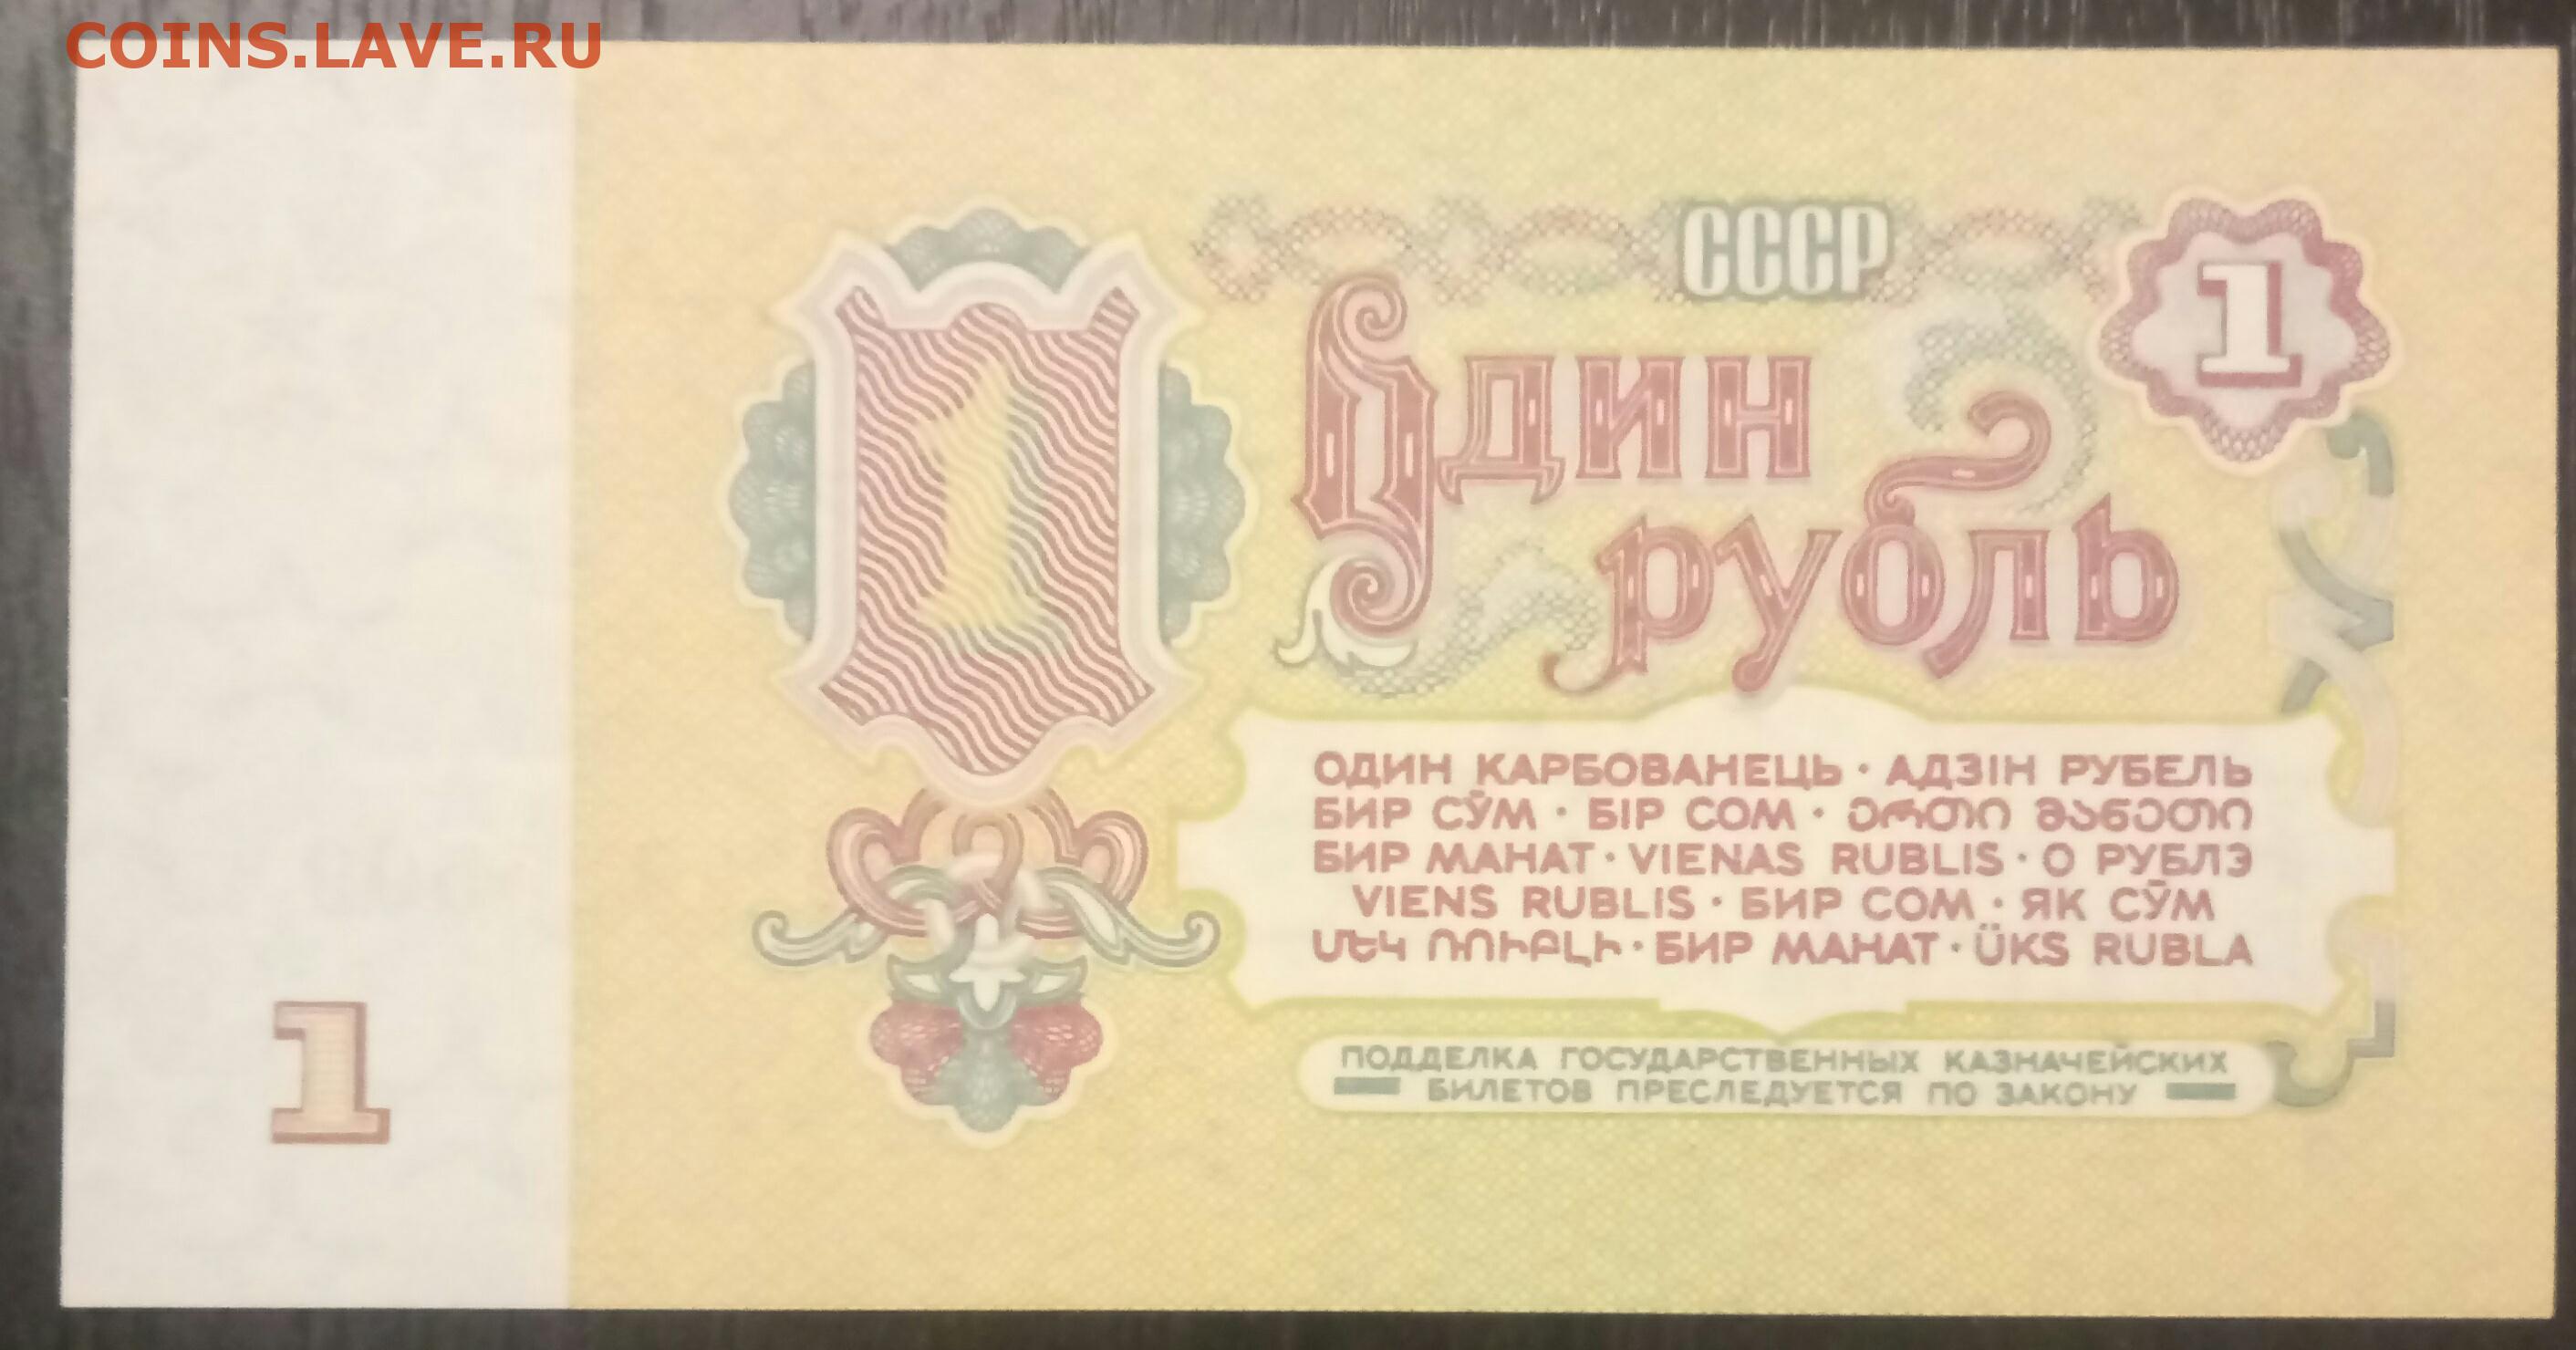 COINS.LAVE.RU
СССР
1
1
Один
рубль
ОДИН КАРБОВАНЕЦЬ · АДЗІН РУБЕЛЬ
БИР СЎМ · БІР СОМ · ერთი მანეთი
БИР МАНАТ · VIENAS RUBLIS · О РУБЛЭ
VIENS RUBLIS · БИР СОМ · ЯК СӮМ
ՄԵԿ ՌՈՒԲԼԻ · БИР МАНАТ · ÜKS RUBLA
1
ПОДДЕЛКА ГОСУДАРСТВЕННЫХ КАЗНАЧЕЙСКИХ
БИЛЕТОВ ПРЕСЛЕДУЕТСЯ ПО ЗАКОНУ